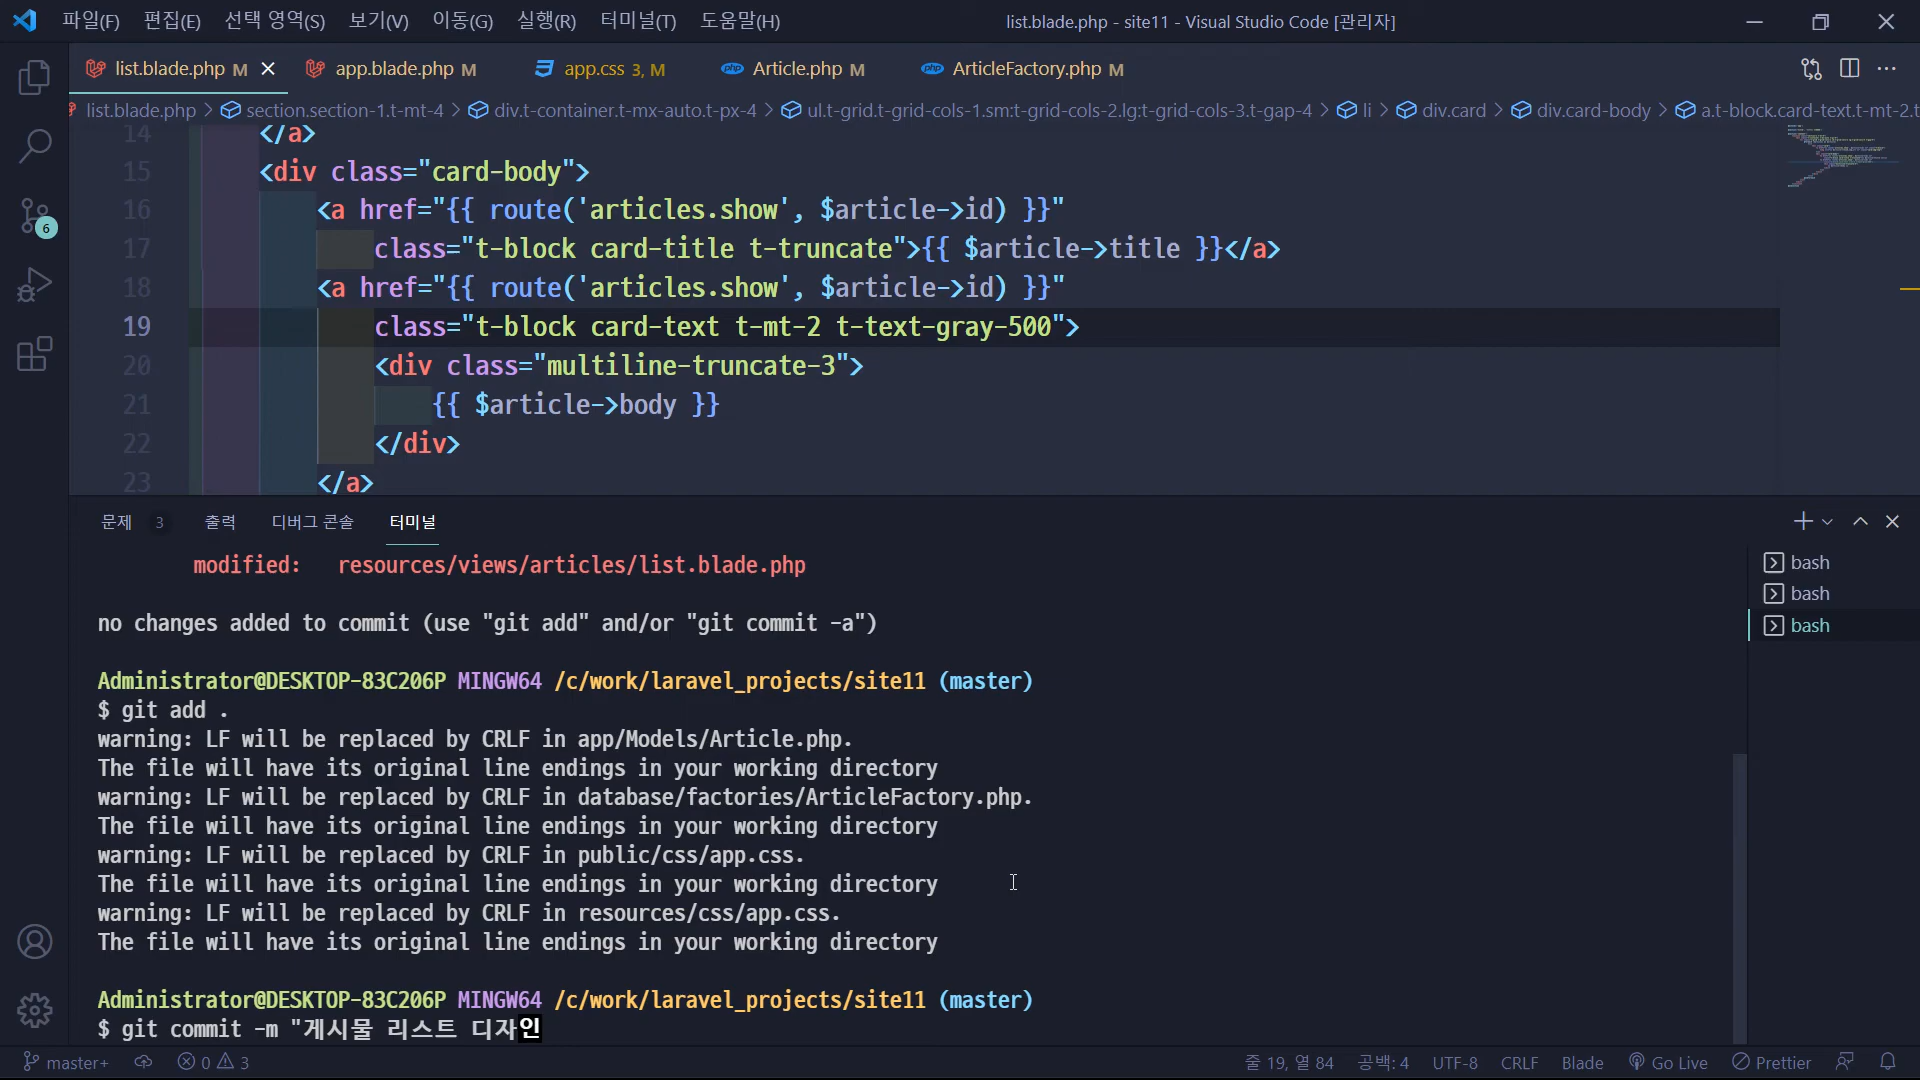 파일(F) 편집(E) 선택 영역(S) 보기(V) 이동(G) 실행(R) 터미널(T) 도움말(H) list.blade.php - site11 - Visual Studio Code [관리자]
list.blade.php M app.blade.php M app.css 3, M Article.php M ArticleFactory.php M
list.blade.php > section.section-1.t-mt-4 > div.t-container.t-mx-auto.t-px-4 > ul.t-grid.t-grid-cols-1.sm:t-grid-cols-2.lg:t-grid-cols-3.t-gap-4 > li > div.card > div.card-body > a.t-block.card-text.t-mt-2.t
14 </a>
15 <div class="card-body">
16 <a href="{{ route('articles.show', $article->id) }}"
17 class="t-block card-title t-truncate">{{ $article->title }}</a>
18 <a href="{{ route('articles.show', $article->id) }}"
19 class="t-block card-text t-mt-2 t-text-gray-500">
20 <div class="multiline-truncate-3">
21 {{ $article->body }}
22 </div>
23 </a>
6
문제 3 출력 디버그 콘솔 터미널
modified: resources/views/articles/list.blade.php
no changes added to commit (use "git add" and/or "git commit -a")
Administrator@DESKTOP-83C206P MINGW64 /c/work/laravel_projects/site11 (master)
$ git add .
warning: LF will be replaced by CRLF in app/Models/Article.php.
The file will have its original line endings in your working directory
warning: LF will be replaced by CRLF in database/factories/ArticleFactory.php.
The file will have its original line endings in your working directory
warning: LF will be replaced by CRLF in public/css/app.css.
The file will have its original line endings in your working directory
warning: LF will be replaced by CRLF in resources/css/app.css.
The file will have its original line endings in your working directory
Administrator@DESKTOP-83C206P MINGW64 /c/work/laravel_projects/site11 (master)
$ git commit -m "게시물 리스트 디자인
bash
bash
bash
master+ 0 3 줄 19, 열 84 공백: 4 UTF-8 CRLF Blade Go Live Prettier